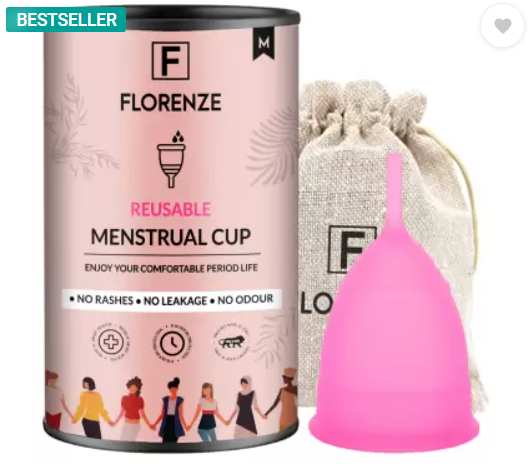 BESTSELLER
M
F
FLORENZE
REUSABLE
MENSTRUAL CUP
ENJOY YOUR COMFORTABLE PERIOD LIFE
• NO RASHES • NO LEAKAGE • NO ODOUR
F
LO